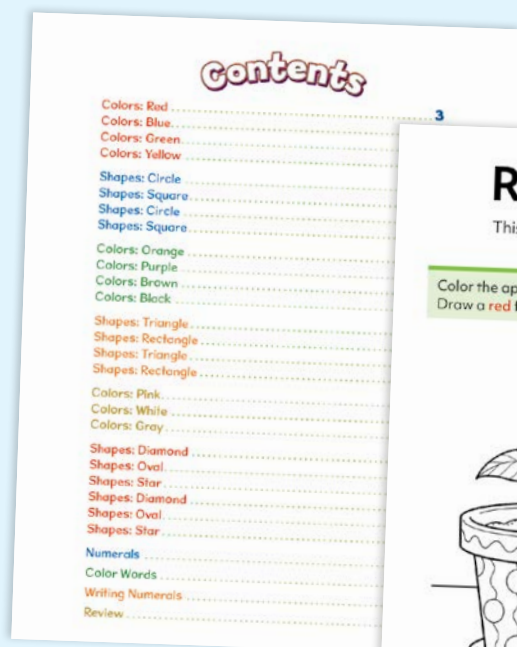 Contents
Colors: Red 3
Colors: Blue
Colors: Green
Colors: Yellow
Shapes: Circle
Shapes: Square
Shapes: Circle
Shapes: Square
Colors: Orange
Colors: Purple
Colors: Brown
Colors: Black
Shapes: Triangle
Shapes: Rectangle
Shapes: Triangle
Shapes: Rectangle
Colors: Pink
Colors: White
Colors: Gray
Shapes: Diamond
Shapes: Oval
Shapes: Star
Shapes: Diamond
Shapes: Oval
Shapes: Star
Numerals
Color Words
Writing Numerals
Review
R
This
Color the ap
Draw a red